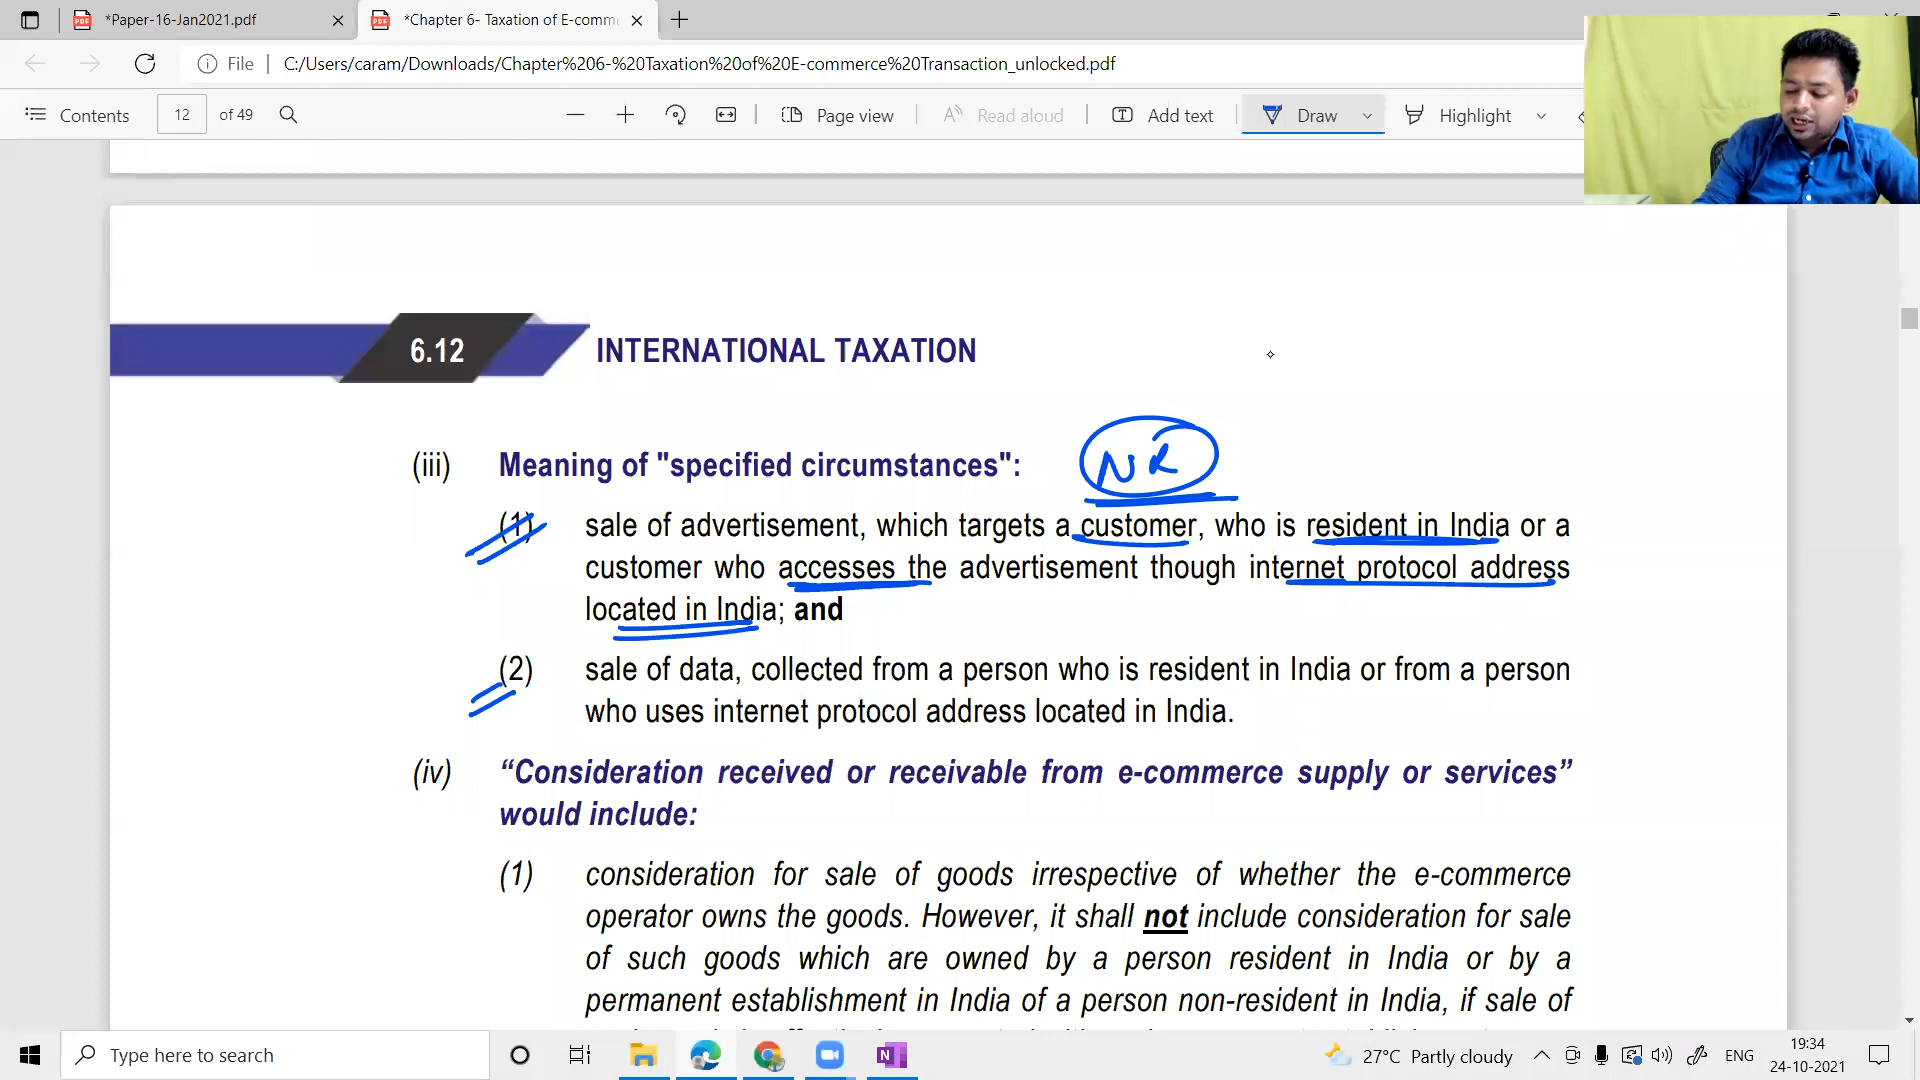 *Paper-16-Jan2021.pdf
*Chapter 6- Taxation of E-comm
File
C:/Users/caram/Downloads/Chapter%206-%20Taxation%20of%20E-commerce%20Transaction_unlocked.pdf
Contents
12 of 49
Page view
Read aloud
Add text
Draw
Highlight
6.12 INTERNATIONAL TAXATION
NR
(iii) Meaning of "specified circumstances":
(1) sale of advertisement, which targets a customer, who is resident in India or a
customer who accesses the advertisement though internet protocol address
located in India; and
(2) sale of data, collected from a person who is resident in India or from a person
who uses internet protocol address located in India.
(iv) “Consideration received or receivable from e-commerce supply or services”
would include:
(1) consideration for sale of goods irrespective of whether the e-commerce
operator owns the goods. However, it shall not include consideration for sale
of such goods which are owned by a person resident in India or by a
permanent establishment in India of a person non-resident in India, if sale of
Type here to search
27°C Partly cloudy
ENG
19:34
24-10-2021